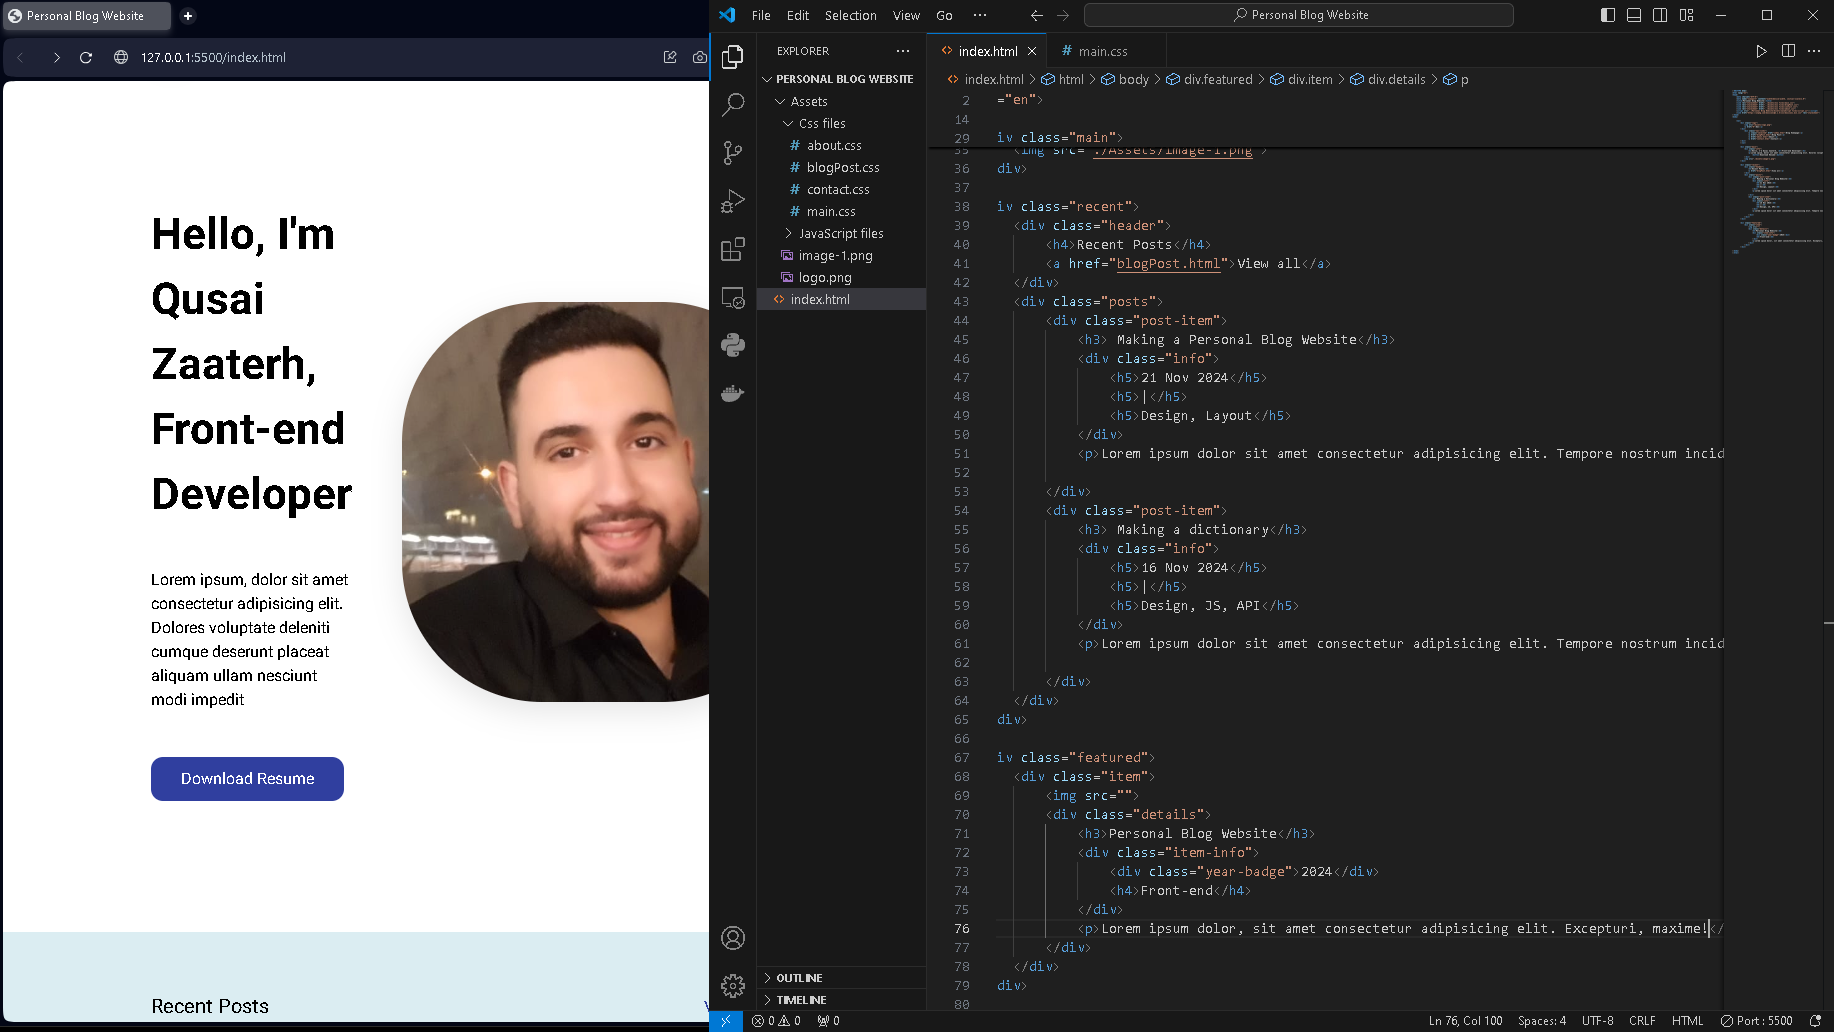 Personal Blog Website
127.0.0.1:5500/index.html
Hello, I'm
Qusai
Zaaterh,
Front-end
Developer
Lorem ipsum, dolor sit amet
consectetur adipisicing elit.
Dolores voluptate deleniti
cumque deserunt placeat
aliquam ullam nesciunt
modi impedit
Download Resume
Recent Posts
File Edit Selection View Go
Personal Blog Website
EXPLORER
PERSONAL BLOG WEBSITE
Assets
Css files
# about.css
# blogPost.css
# contact.css
# main.css
JavaScript files
image-1.png
logo.png
<> index.html
OUTLINE
TIMELINE
<> index.html
# main.css
<> index.html > html > body > div.featured > div.item > div.details > p
2 ="en">
14
29 iv class="main">
35 <img src="./Assets/image-1.png">
36 div>
37
38 iv class="recent">
39 <div class="header">
40 <h4>Recent Posts</h4>
41 <a href="blogPost.html">View all</a>
42 </div>
43 <div class="posts">
44 <div class="post-item">
45 <h3> Making a Personal Blog Website</h3>
46 <div class="info">
47 <h5>21 Nov 2024</h5>
48 <h5>|</h5>
49 <h5>Design, Layout</h5>
50 </div>
51 <p>Lorem ipsum dolor sit amet consectetur adipisicing elit. Tempore nostrum incid
52
53 </div>
54 <div class="post-item">
55 <h3> Making a dictionary</h3>
56 <div class="info">
57 <h5>16 Nov 2024</h5>
58 <h5>|</h5>
59 <h5>Design, JS, API</h5>
60 </div>
61 <p>Lorem ipsum dolor sit amet consectetur adipisicing elit. Tempore nostrum incid
62
63 </div>
64 </div>
65 div>
66
67 iv class="featured">
68 <div class="item">
69 <img src="">
70 <div class="details">
71 <h3>Personal Blog Website</h3>
72 <div class="item-info">
73 <div class="year-badge">2024</div>
74 <h4>Front-end</h4>
75 </div>
76 <p>Lorem ipsum dolor, sit amet consectetur adipisicing elit. Excepturi, maxime!</
77 </div>
78 </div>
79 div>
80
0 0 0
Ln 76, Col 100 Spaces: 4 UTF-8 CRLF HTML Port : 5500